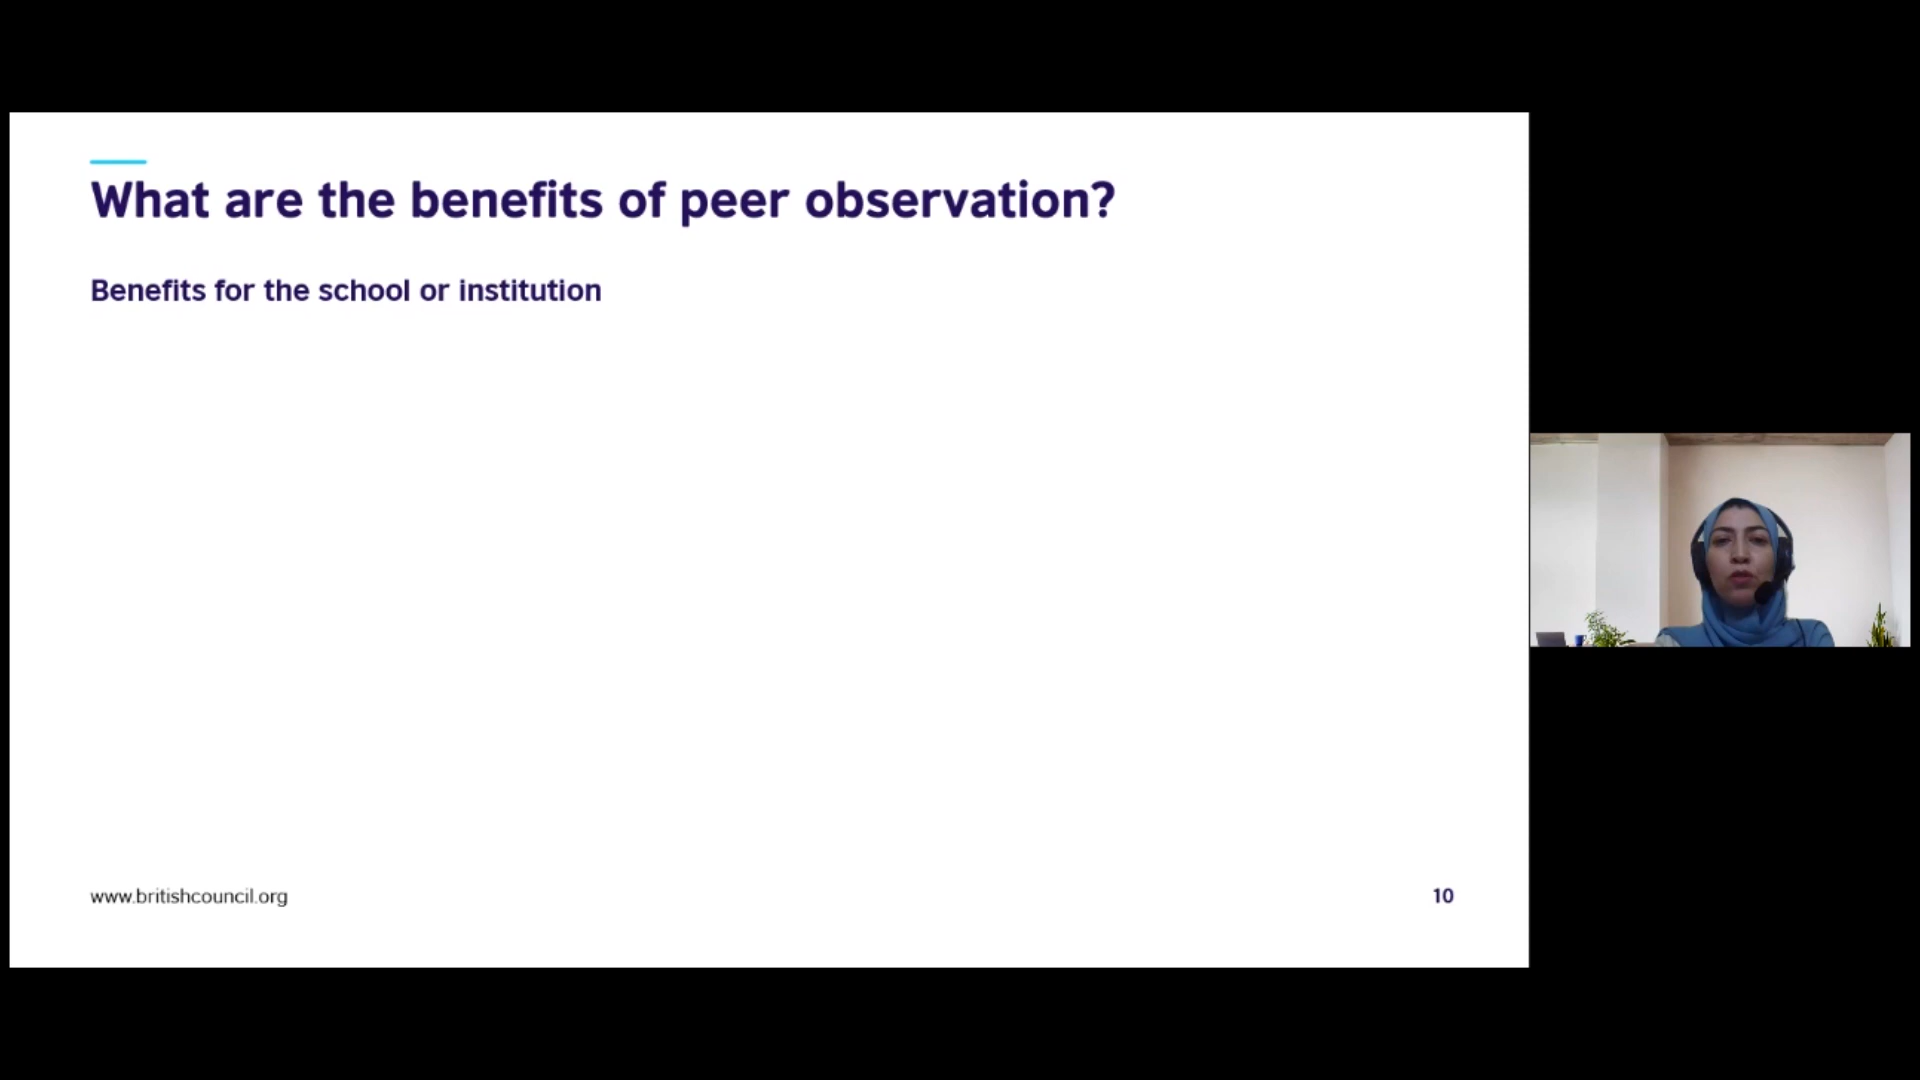 What are the benefits of peer observation?
Benefits for the school or institution
www.britishcouncil.org
10